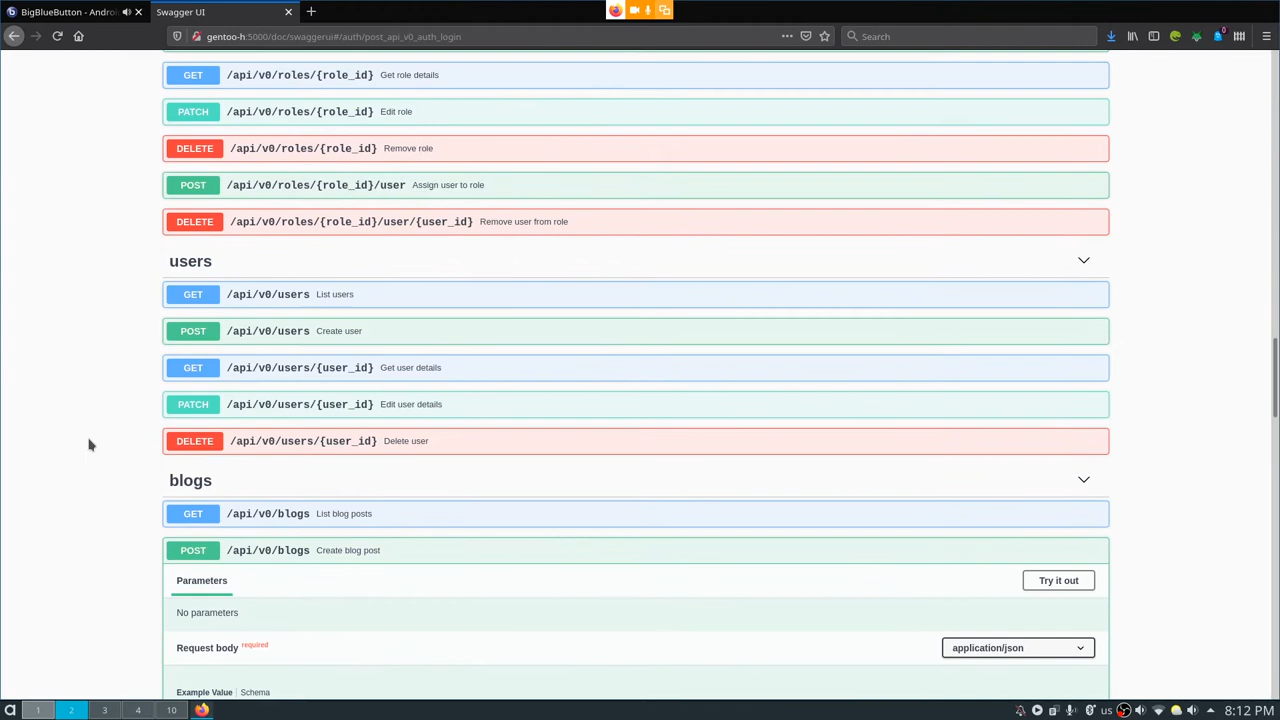 BigBlueButton - Androi
Swagger UI
gentoo-h:5000/doc/swaggerui#/auth/post_api_v0_auth_login
Search
0
GET /api/v0/roles/{role_id} Get role details
PATCH /api/v0/roles/{role_id} Edit role
DELETE /api/v0/roles/{role_id} Remove role
POST /api/v0/roles/{role_id}/user Assign user to role
DELETE /api/v0/roles/{role_id}/user/{user_id} Remove user from role
users
GET /api/v0/users List users
POST /api/v0/users Create user
GET /api/v0/users/{user_id} Get user details
PATCH /api/v0/users/{user_id} Edit user details
DELETE /api/v0/users/{user_id} Delete user
blogs
GET /api/v0/blogs List blog posts
POST /api/v0/blogs Create blog post
Parameters
Try it out
No parameters
Request body required
application/json
Example Value | Schema
1 2 3 4 10
us
8:12 PM